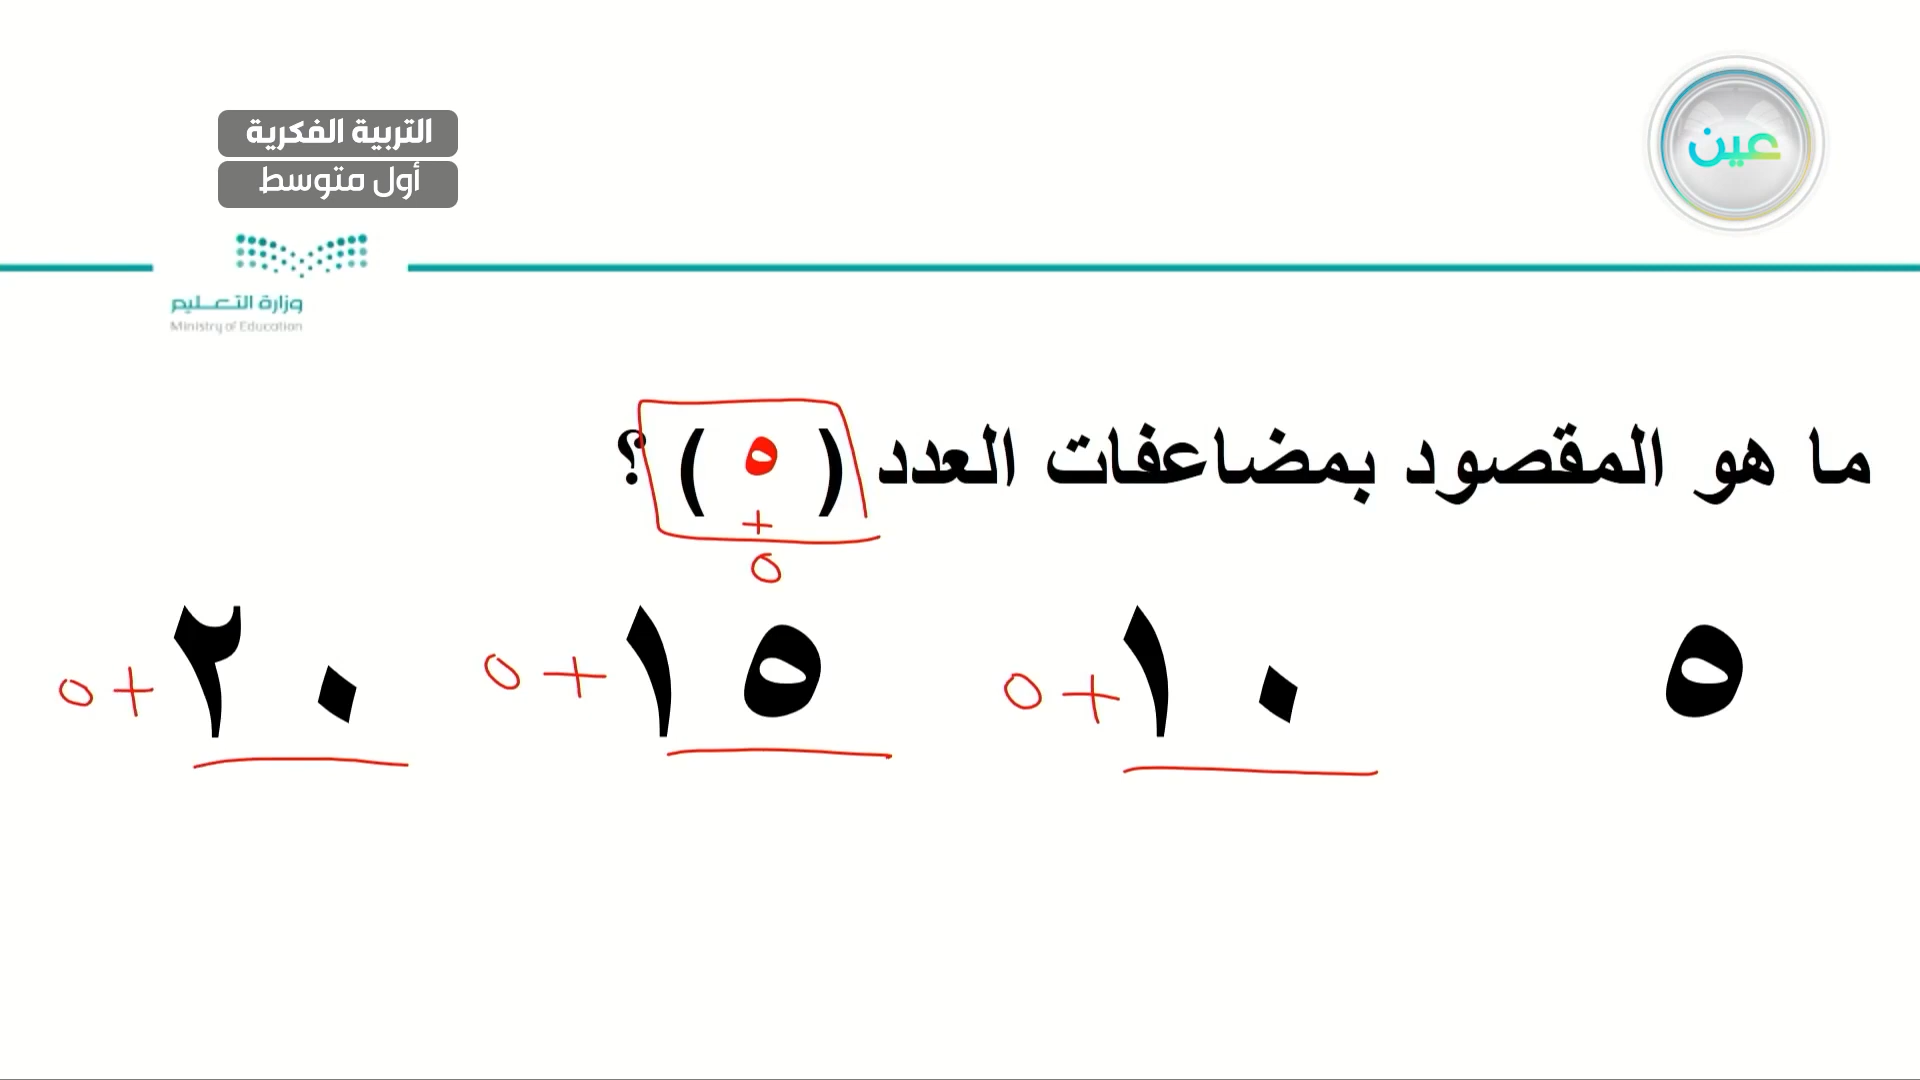 التربية الفكرية
أول متوسط
عين
وزارة التعليم
Ministry of Education
ما هو المقصود بمضاعفات العدد ( ٥ ) ؟
+
٥
٥ ١٠ + ٥ ١٥ + ٥ ٢٠ + ٥